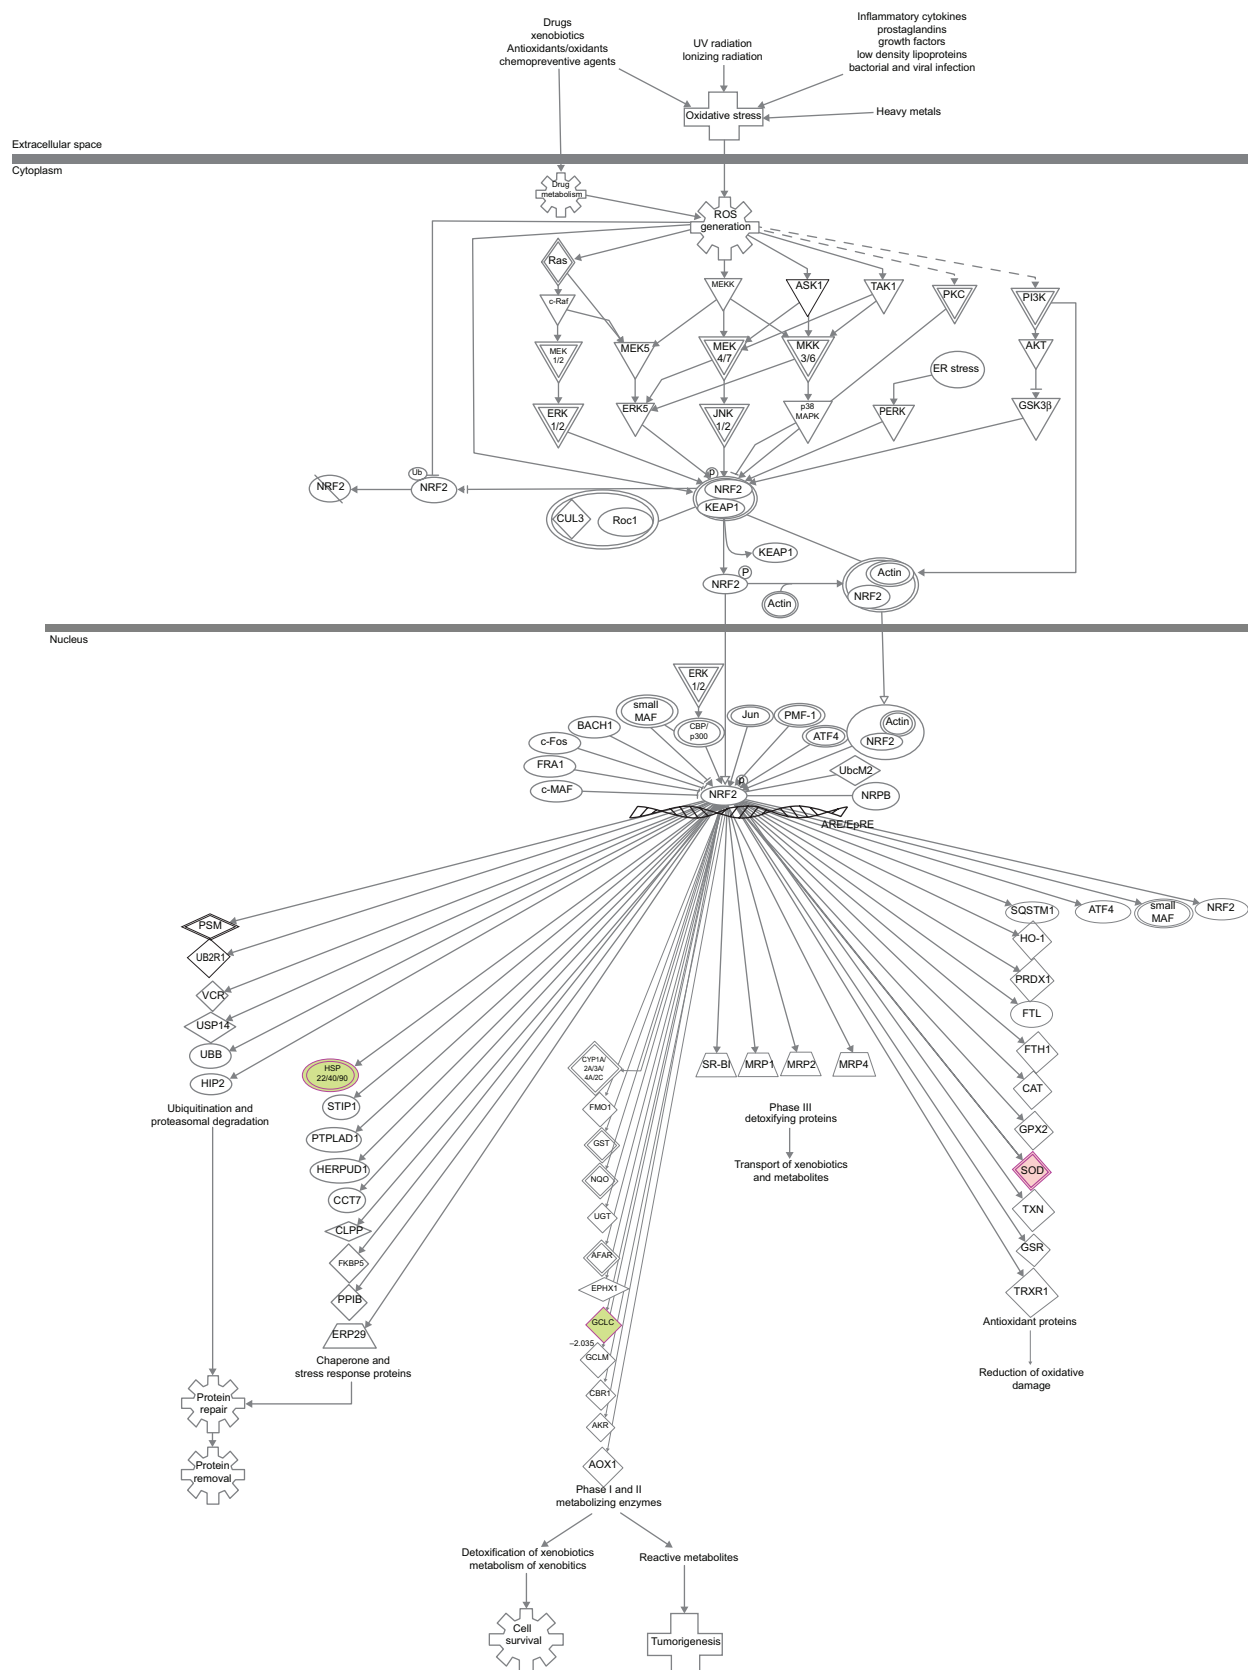 Drugs
xenobiotics
Antioxidants/oxidants
chemopreventive agents
UV radiation
Ionizing radiation
Inflammatory cytokines
prostaglandins
growth factors
low density lipoproteins
bactorial and viral infection
Oxidative stress
Heavy metals
Extracellular space
Cytoplasm
Drug
metabolism
ROS
generation
Ras
c-Raf
MEKK
ASK1
TAK1
PKC
PI3K
MEK
1/2
MEK5
MEK
4/7
MKK
3/6
AKT
ER stress
ERK
1/2
ERK5
JNK
1/2
p38
MAPK
PERK
GSK3β
NRF2
Ub
NRF2
p
NRF2
KEAP1
CUL3
Roc1
KEAP1
NRF2
P
Actin
Actin
NRF2
Nucleus
ERK
1/2
small
MAF
BACH1
c-Fos
FRA1
c-MAF
CBP/
p300
Jun
PMF-1
ATF4
Actin
NRF2
UbcM2
NRPB
p
NRF2
ARE/EpRE
PSM
UB2R1
VCR
USP14
UBB
HIP2
Ubiquitination and
proteasomal degradation
HSP
22/40/90
STIP1
PTPLAD1
HERPUD1
CCT7
CLPP
FKBP5
PPIB
ERP29
Chaperone and
stress response proteins
Protein
repair
Protein
removal
CYP1A/
2A/3A/
4A/2C
FMO1
GST
NQO
UGT
AFAR
EPHX1
GCLC
–2.035
GCLM
CBR1
AKR
AOX1
Phase I and II
metabolizing enzymes
Detoxification of xenobiotics
metabolism of xenobitics
Reactive metabolites
Cell
survival
Tumorigenesis
SR-BI
MRP1
MRP2
MRP4
Phase III
detoxifying proteins
Transport of xenobiotics
and metabolites
SQSTM1
ATF4
small
MAF
NRF2
HO-1
PRDX1
FTL
FTH1
CAT
GPX2
SOD
TXN
GSR
TRXR1
Antioxidant proteins
Reduction of oxidative
damage